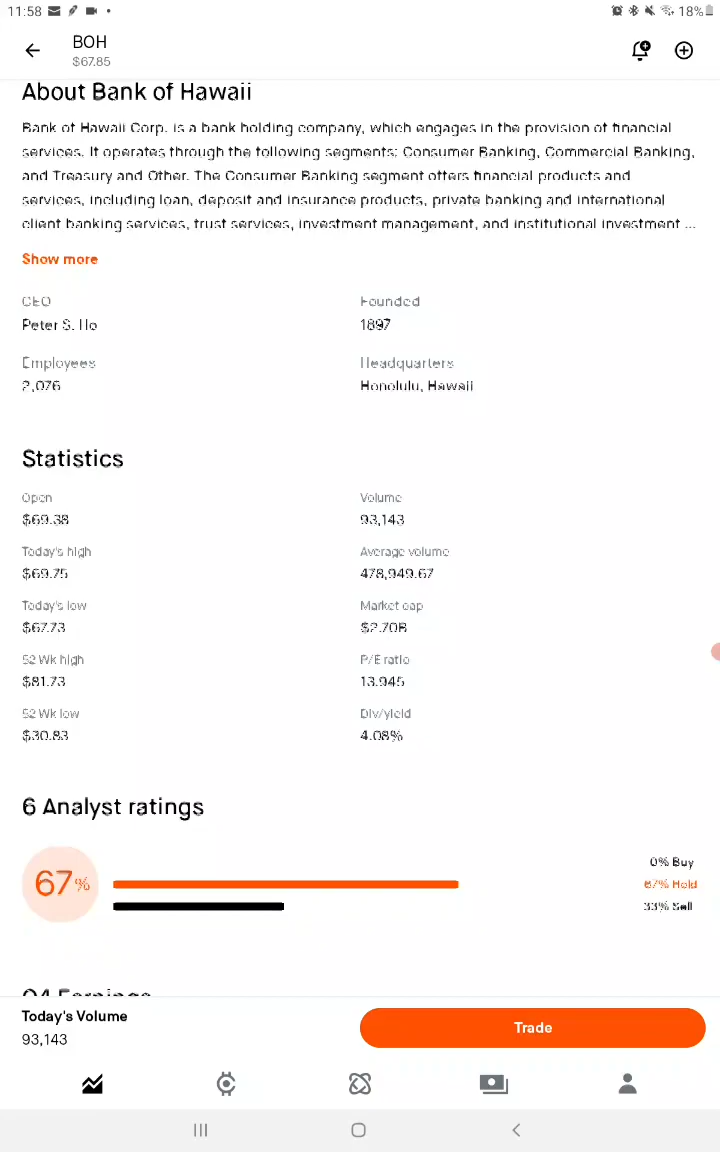 11:58
18%
BOH
$67.85
About Bank of Hawaii
Bank of Hawaii Corp. is a bank holding company, which engages in the provision of financial
services. It operates through the following segments: Consumer Banking, Commercial Banking,
and Treasury and Other. The Consumer Banking segment offers financial products and
services, including loan, deposit and insurance products, private banking and international
client banking services, trust services, investment management, and institutional investment ...
Show more
CEO
Founded
Peter S. Ho
1897
Employees
Headquarters
2,076
Honolulu, Hawaii
Statistics
Open
Volume
$69.38
93,143
Today's high
Average volume
$69.75
478,949.67
Today's low
Market cap
$67.73
$2.70B
52 Wk high
P/E ratio
$81.73
13.945
52 Wk low
Div/yield
$30.83
4.08%
6 Analyst ratings
67%
0% Buy
67% Hold
33% Sell
Q4 Earnings
Today's Volume
93,143
Trade